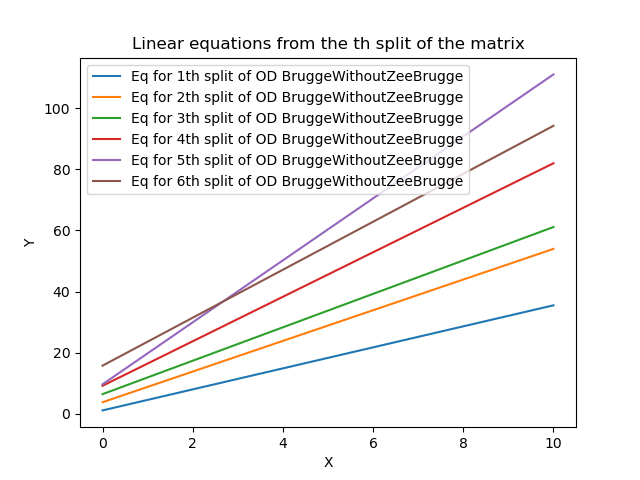 Linear equations from the th split of the matrix
Eq for 1th split of OD BruggeWithoutZeeBrugge
Eq for 2th split of OD BruggeWithoutZeeBrugge
Eq for 3th split of OD BruggeWithoutZeeBrugge
Eq for 4th split of OD BruggeWithoutZeeBrugge
Eq for 5th split of OD BruggeWithoutZeeBrugge
Eq for 6th split of OD BruggeWithoutZeeBrugge
100
80
60
40
20
0
Y
0 2 4 6 8 10
X